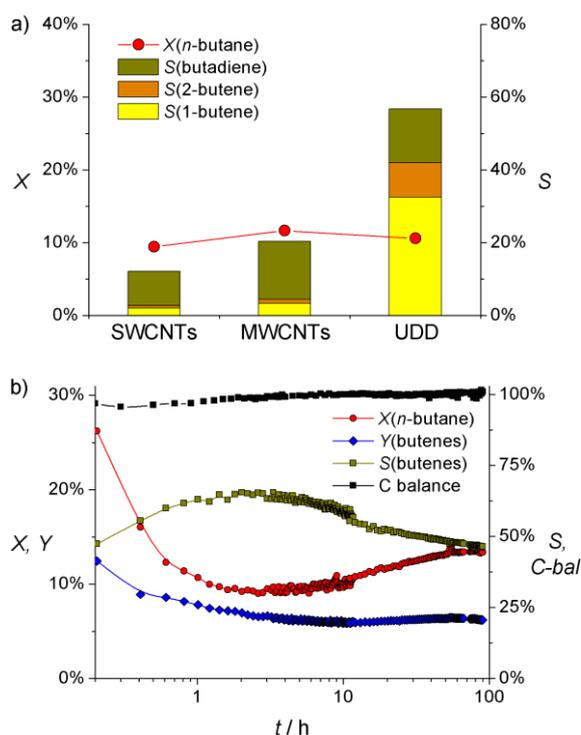 a)
40%
30%
20%
10%
0%
X
X(n-butane)
S(butadiene)
S(2-butene)
S(1-butene)
80%
60%
40%
20%
0%
S
SWCNTs MWCNTs UDD
b)
30%
20%
10%
0%
X, Y
X(n-butane)
Y(butenes)
S(butenes)
C balance
100%
75%
50%
25%
0%
S,
C-bal
1 10 100
t / h